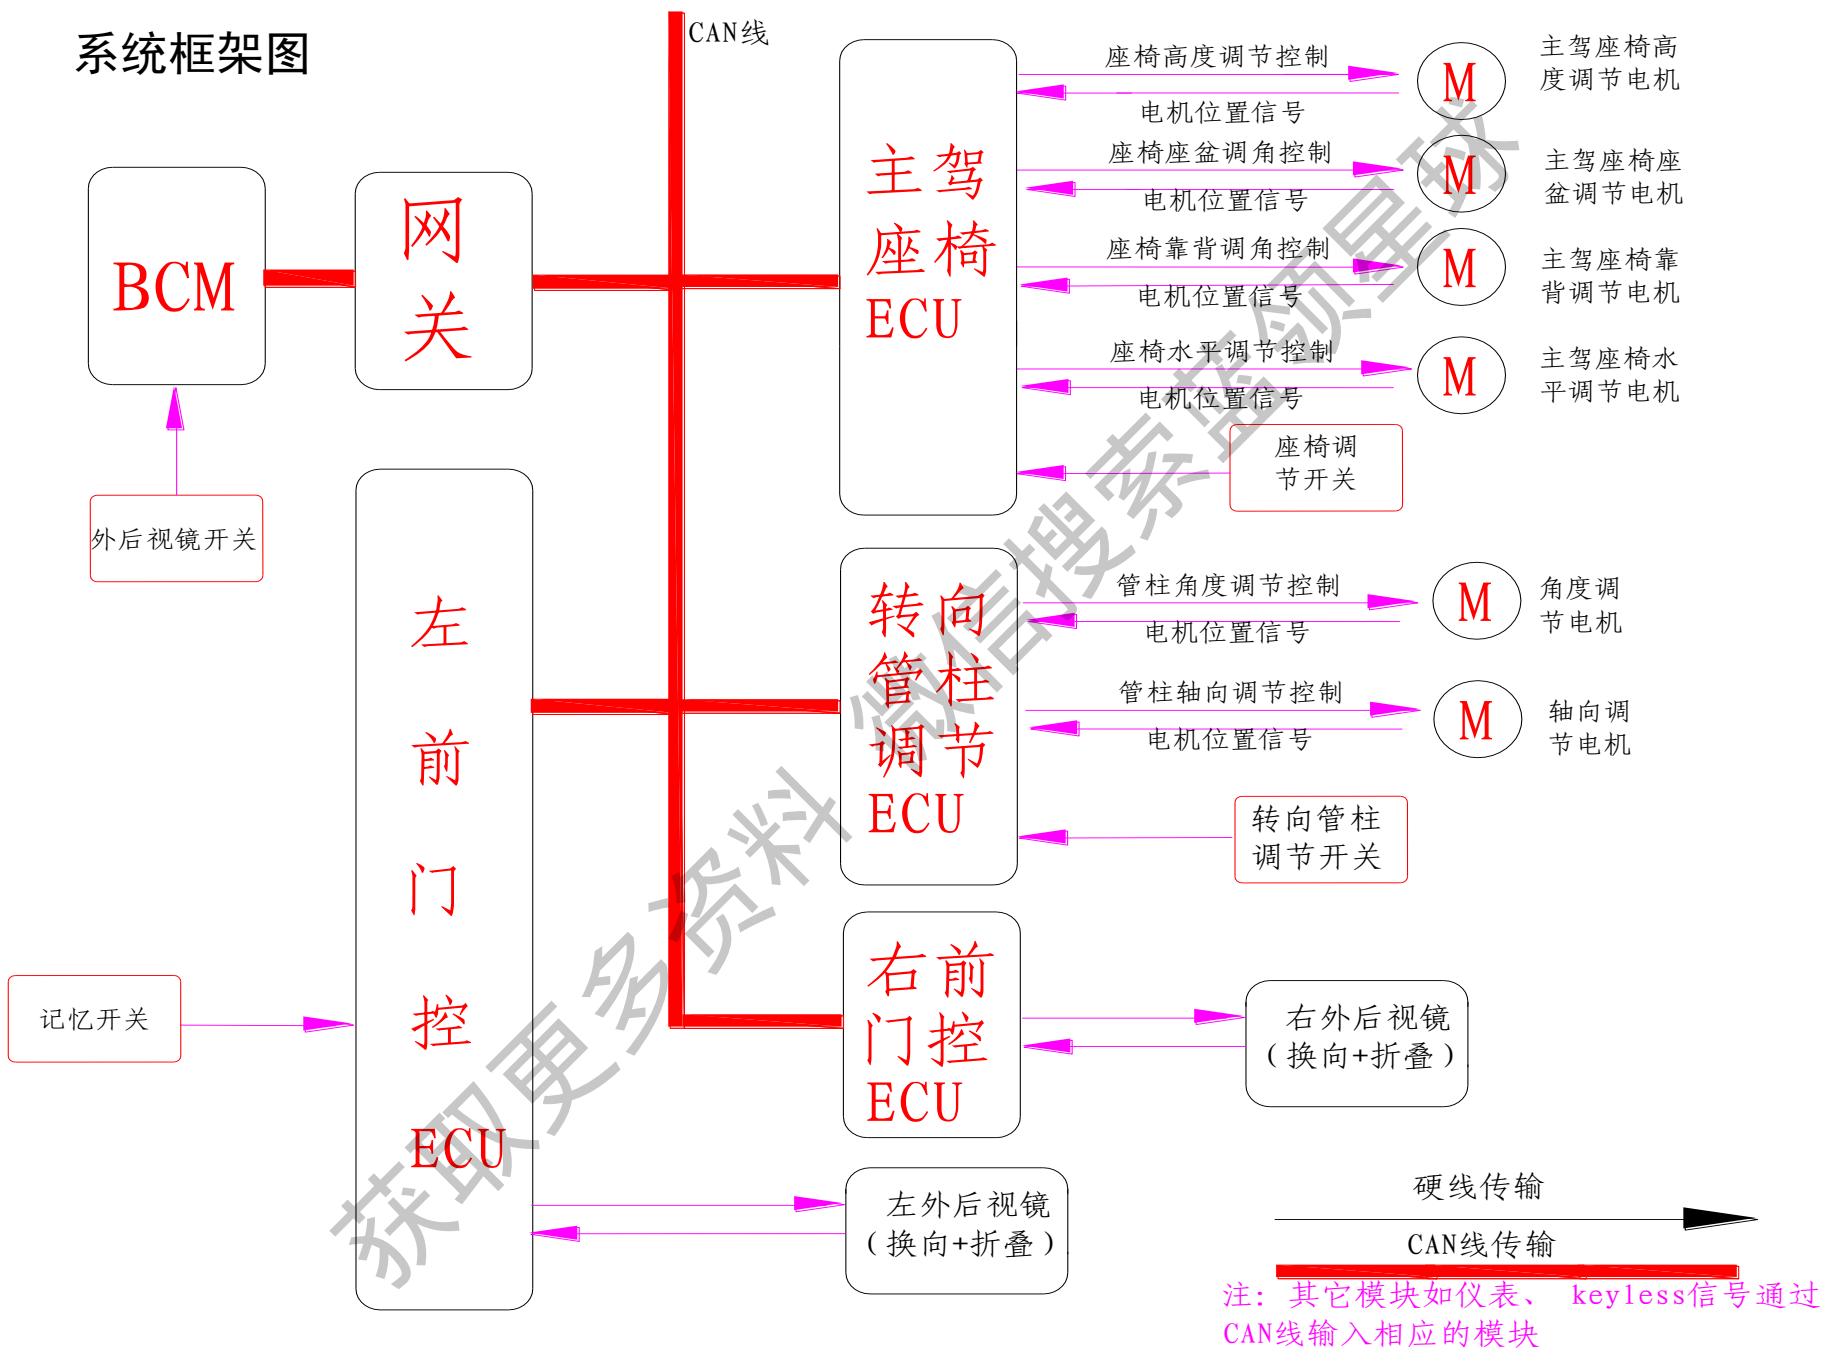 系统框架图
CAN线
BCM
网
关
外后视镜开关
左
前
门
控
ECU
记忆开关
主驾
座椅
ECU
座椅高度调节控制
电机位置信号
M
主驾座椅高
度调节电机
座椅座盆调角控制
电机位置信号
M
主驾座椅座
盆调节电机
座椅靠背调角控制
电机位置信号
M
主驾座椅靠
背调节电机
座椅水平调节控制
电机位置信号
M
主驾座椅水
平调节电机
座椅调
节开关
转向
管柱
调节
ECU
管柱角度调节控制
电机位置信号
M
角度调
节电机
管柱轴向调节控制
电机位置信号
M
轴向调
节电机
转向管柱
调节开关
右前
门控
ECU
右外后视镜
（换向+折叠）
左外后视镜
（换向+折叠）
硬线传输
CAN线传输
注：其它模块如仪表、 keyless信号通过
CAN线输入相应的模块
获取更多资料 微信搜索蓝领星球